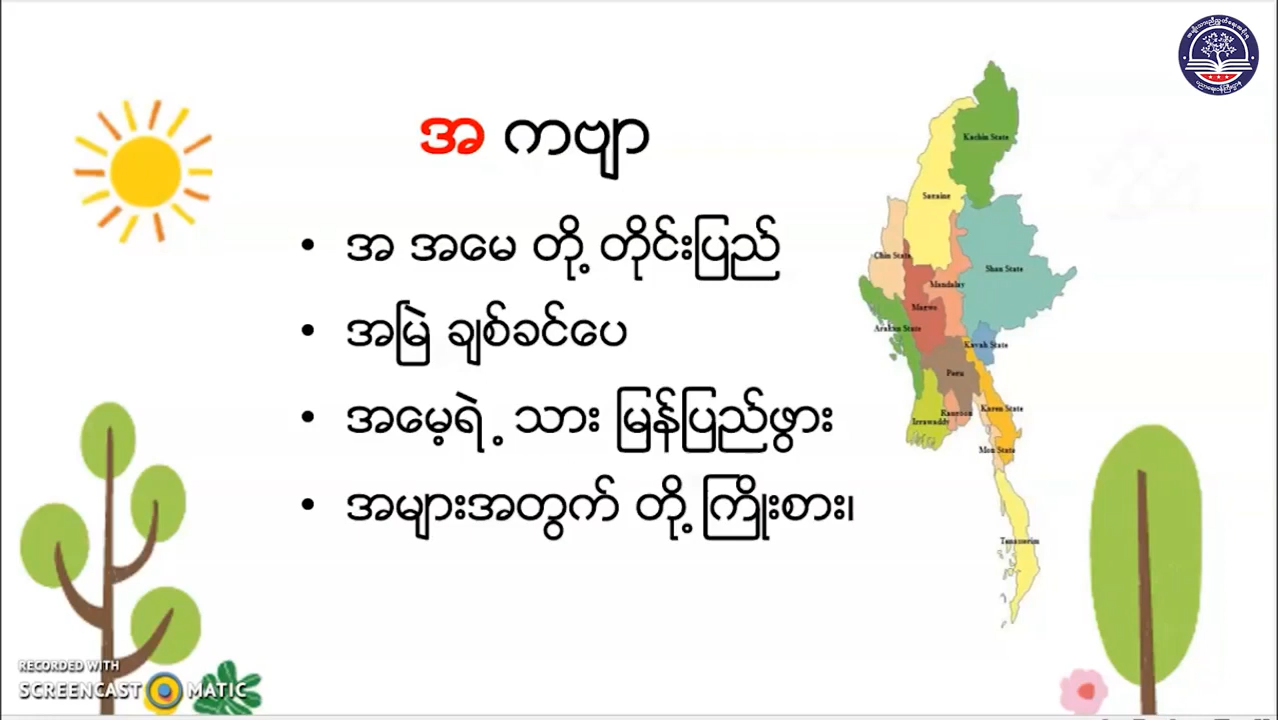 အ ကဗျာ
• အ အမေ တို့ တိုင်းပြည်
• အမြဲ ချစ်ခင်ပေ
• အမေ့ရဲ့ သား မြန်ပြည်ဖွား
• အများအတွက် တို့ ကြိုးစား၊
Kachin State
Sagaing
Chin State
Shan State
Mandalay
Magwe
Arakan State
Kayah State
Pegu
Karen State
Rangoon
Irrawaddy
Mon State
Tenasserim
RECORDED WITH
SCREENCAST MATIC